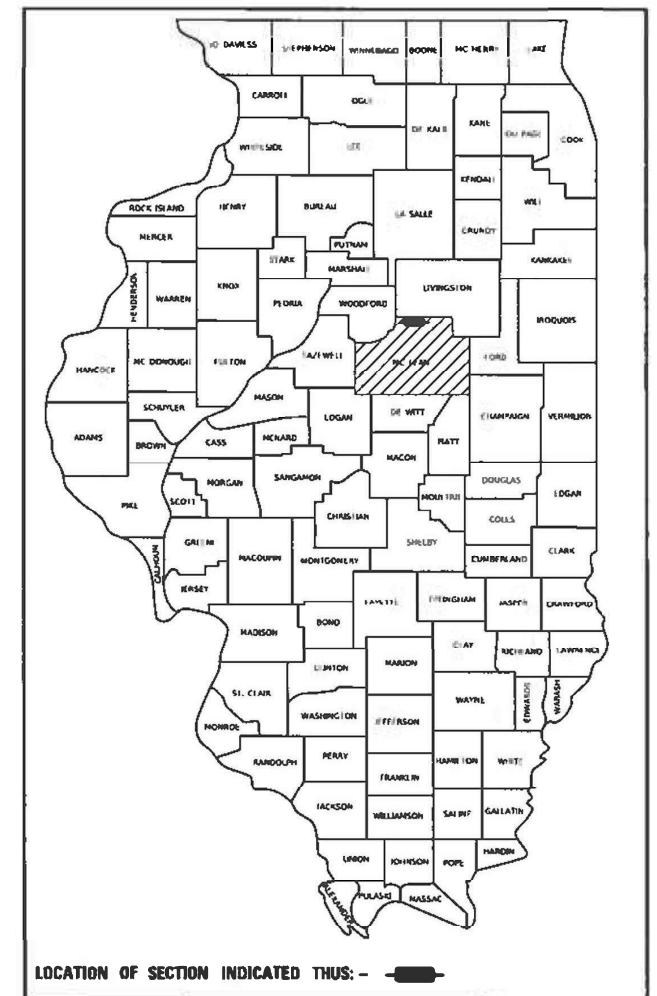 JO DAVIESS STEPHENSON WINNEBAGO BOONE MC HENRY LAKE
CARROLL OGLE DE KALB KANE DU PAGE COOK
WHITESIDE LEE
KENDALL WILL
ROCK ISLAND HENRY BUREAU LA SALLE GRUNDY
MERCER PUTNAM
STARK MARSHALL KANKAKEE
HENDERSON WARREN KNOX PEORIA WOODFORD LIVINGSTON IROQUOIS
HANCOCK MC DONOUGH FULTON TAZEWELL MC LEAN FORD
MASON
SCHUYLER LOGAN DE WITT CHAMPAIGN VERMILION
ADAMS BROWN CASS MENARD PIATT
MACON
MORGAN SANGAMON DOUGLAS EDGAR
PIKE SCOTT MOULTRIE
CHRISTIAN COLES
GREENE MACOUPIN MONTGOMERY SHELBY CUMBERLAND CLARK
CALHOUN JERSEY
FAYETTE EFFINGHAM JASPER CRAWFORD
MADISON BOND
CLAY RICHLAND LAWRENCE
CLINTON MARION
ST. CLAIR WAYNE EDWARDS WABASH
WASHINGTON JEFFERSON
MONROE
RANDOLPH PERRY HAMILTON WHITE
FRANKLIN
JACKSON WILLIAMSON SALINE GALLATIN
UNION JOHNSON POPE HARDIN
ALEXANDER PULASKI MASSAC
LOCATION OF SECTION INDICATED THUS: -